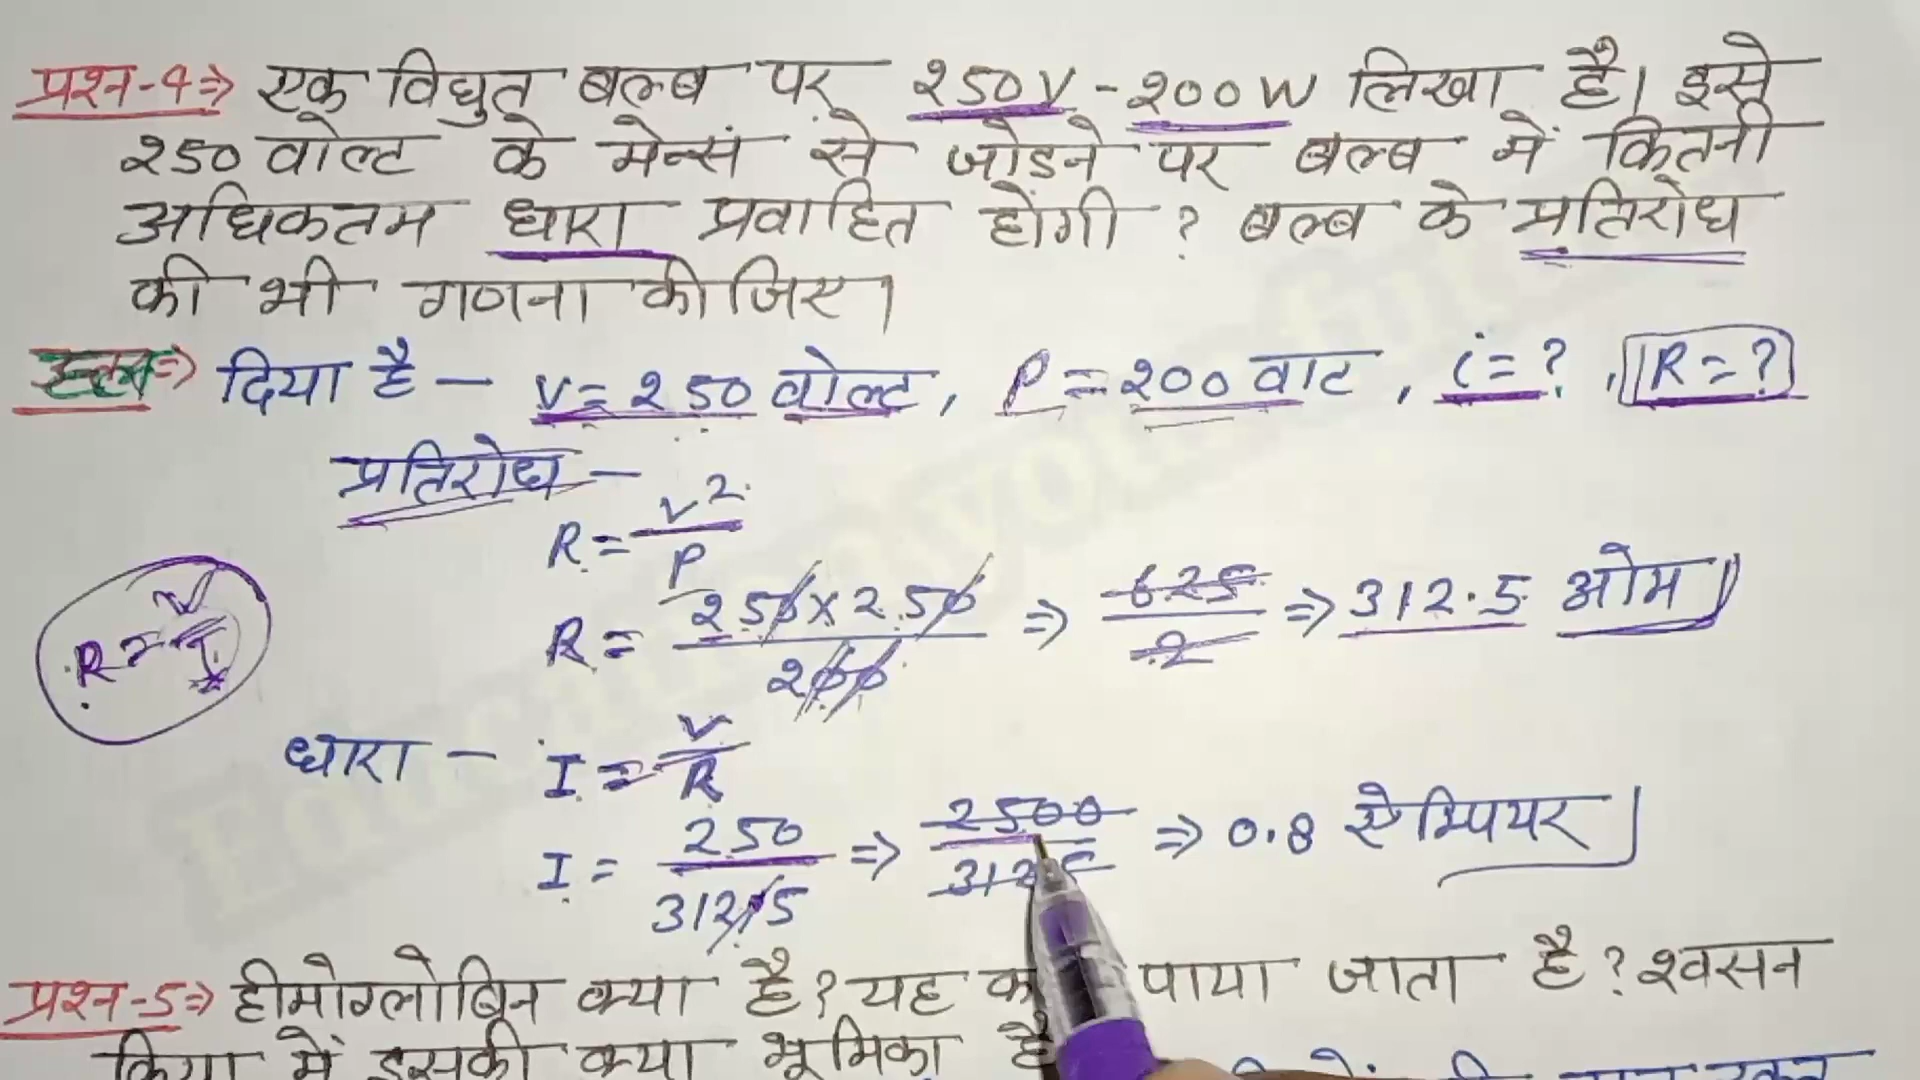 प्रश्न-4⇒ एक विद्युत बल्ब पर 250V - 200W लिखा है। इसे
250 वोल्ट के मेन्सं से जोडने पर बल्ब में कितनी
अधिकतम धारा प्रवाहित होंगी ? बल्ब के प्रतिरोध
की भी गणना कीजिए।
दिया है — V = 250 वोल्ट, P = 200 वाट, i = ?, R = ?
प्रतिरोध —
R = V²/P
R = 250×250/200 ⇒ 625/2 ⇒ 312.5 ओम
R = V/I
धारा — I = V/R
I = 250/312.5 ⇒ 2500/3125 ⇒ 0.8 ऐम्पियर
प्रश्न-5⇒ हीमोग्लोबिन क्या है? यह पाया जाता है? श्वसन
क्रिया में इसकी क्या भूमिका है